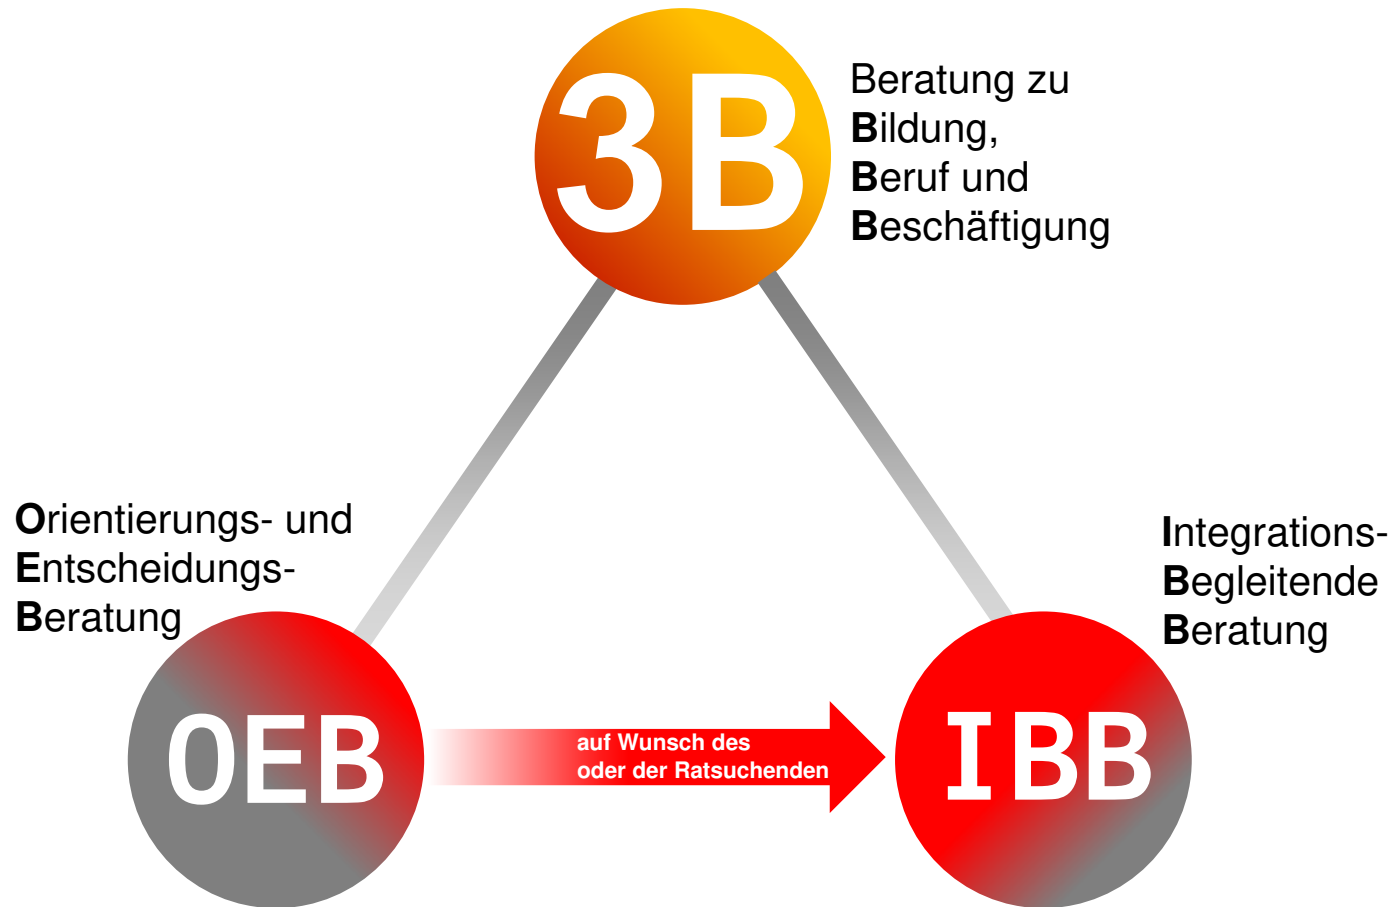 3B
Beratung zu
Bildung,
Beruf und
Beschäftigung
Orientierungs- und
Entscheidungs-
Beratung
Integrations-
Begleitende
Beratung
OEB
auf Wunsch des
oder der Ratsuchenden
IBB